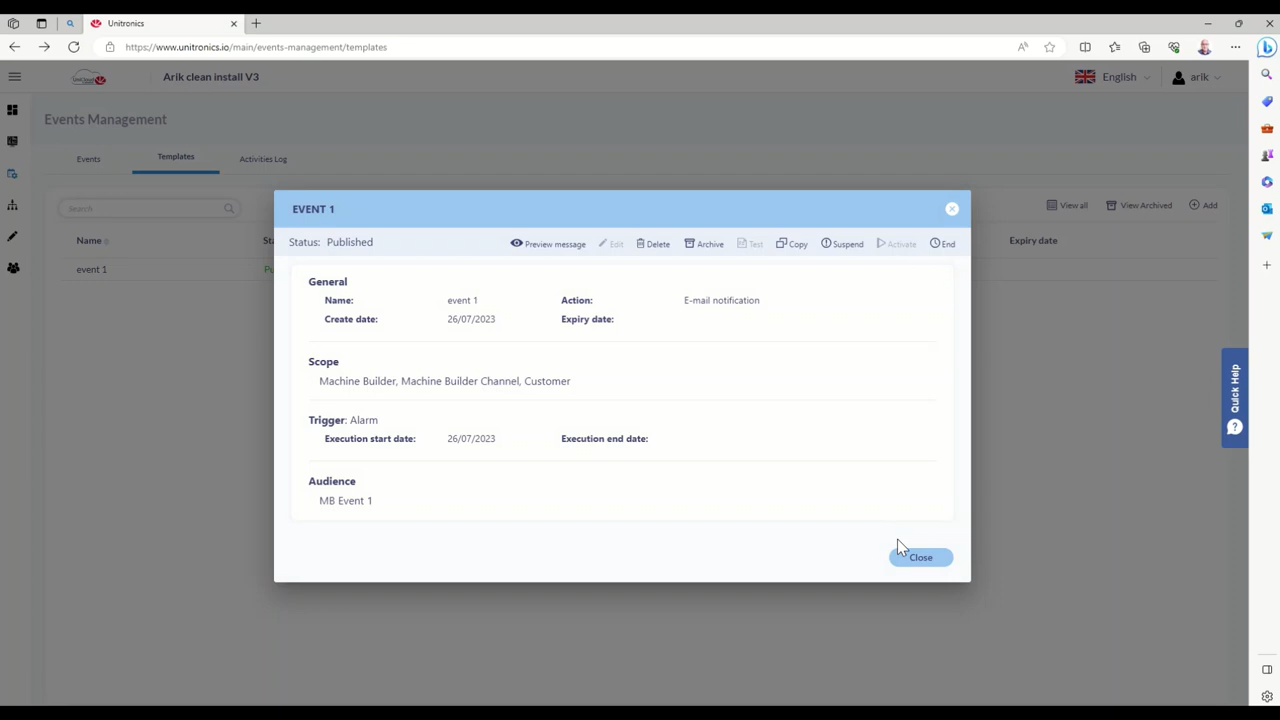 Unitronics
https://www.unitronics.io/main/events-management/templates
Arik clean install V3
English
arik
Events Management
Events
Templates
Activities Log
Search
View all
View Archived
Add
Name
Expiry date
event 1
EVENT 1
Status: Published
Preview message
Edit
Delete
Archive
Test
Copy
Suspend
Activate
End
General
Name: event 1 Action: E-mail notification
Create date: 26/07/2023 Expiry date:
Scope
Machine Builder, Machine Builder Channel, Customer
Trigger: Alarm
Execution start date: 26/07/2023 Execution end date:
Audience
MB Event 1
Close
Quick Help